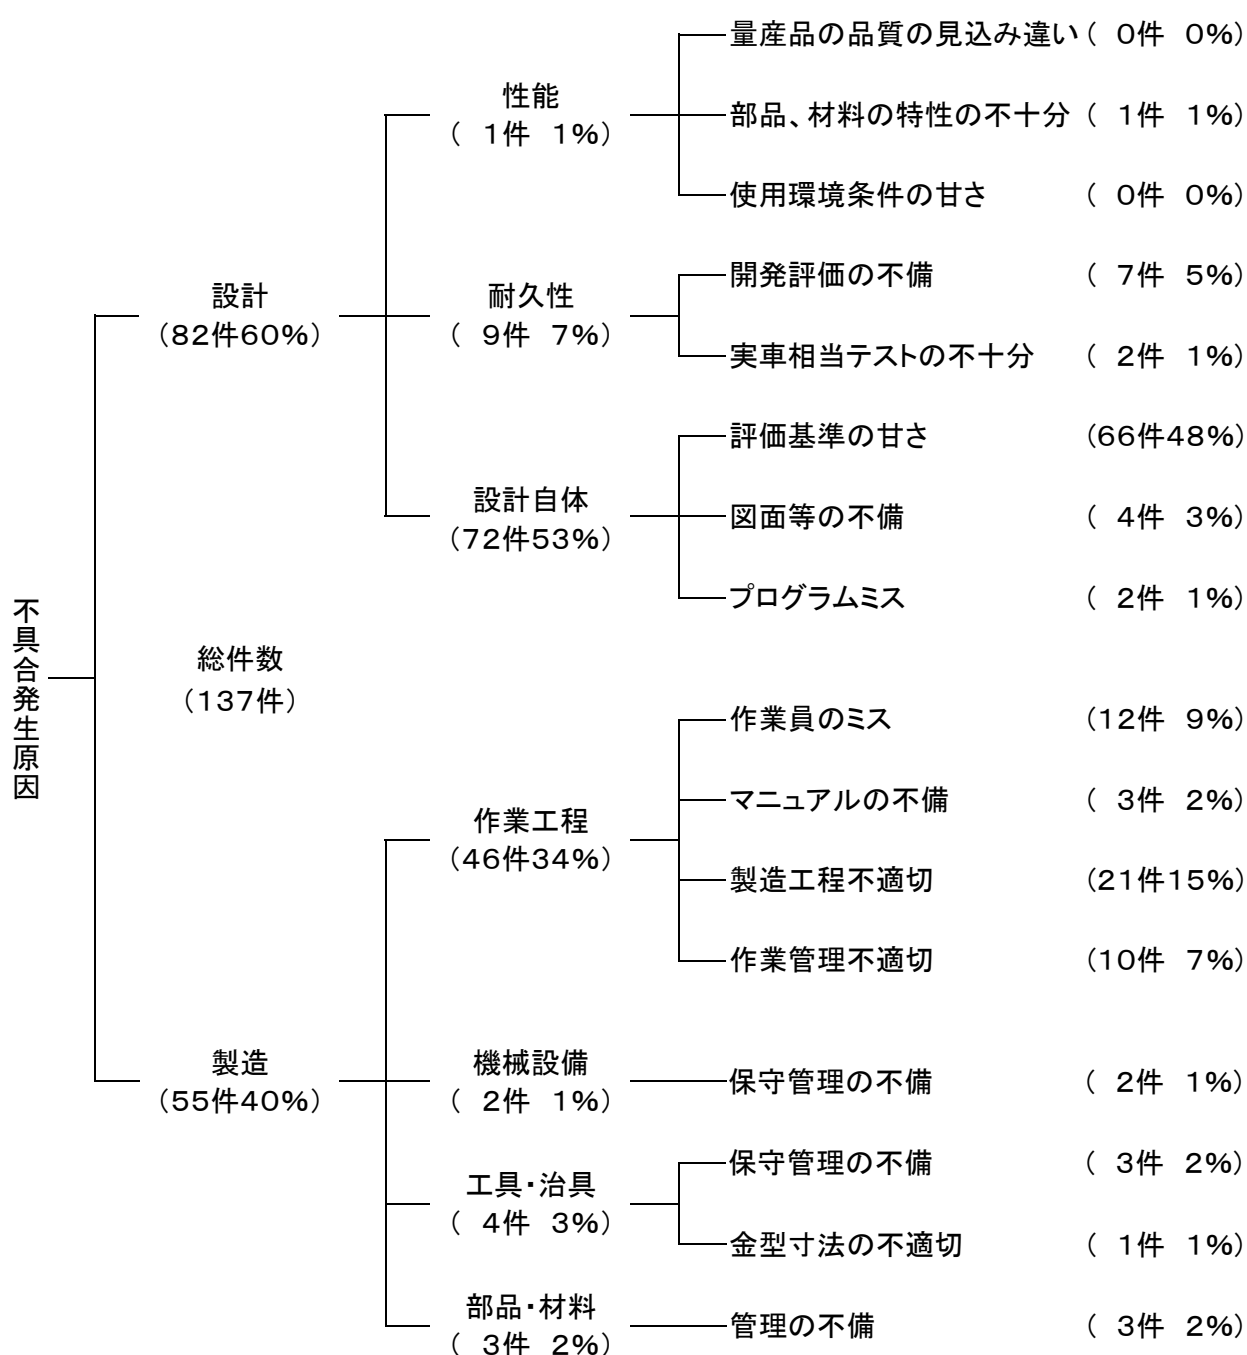 不具合発生原因
総件数
(137件)
設計
(82件60%)
性能
( 1件 1%)
量産品の品質の見込み違い( 0件 0%)
部品、材料の特性の不十分 ( 1件 1%)
使用環境条件の甘さ ( 0件 0%)
耐久性
( 9件 7%)
開発評価の不備 ( 7件 5%)
実車相当テストの不十分 ( 2件 1%)
設計自体
(72件53%)
評価基準の甘さ (66件48%)
図面等の不備 ( 4件 3%)
プログラムミス ( 2件 1%)
製造
(55件40%)
作業工程
(46件34%)
作業員のミス (12件 9%)
マニュアルの不備 ( 3件 2%)
製造工程不適切 (21件15%)
作業管理不適切 (10件 7%)
機械設備
( 2件 1%)
保守管理の不備 ( 2件 1%)
工具・治具
( 4件 3%)
保守管理の不備 ( 3件 2%)
金型寸法の不適切 ( 1件 1%)
部品・材料
( 3件 2%)
管理の不備 ( 3件 2%)